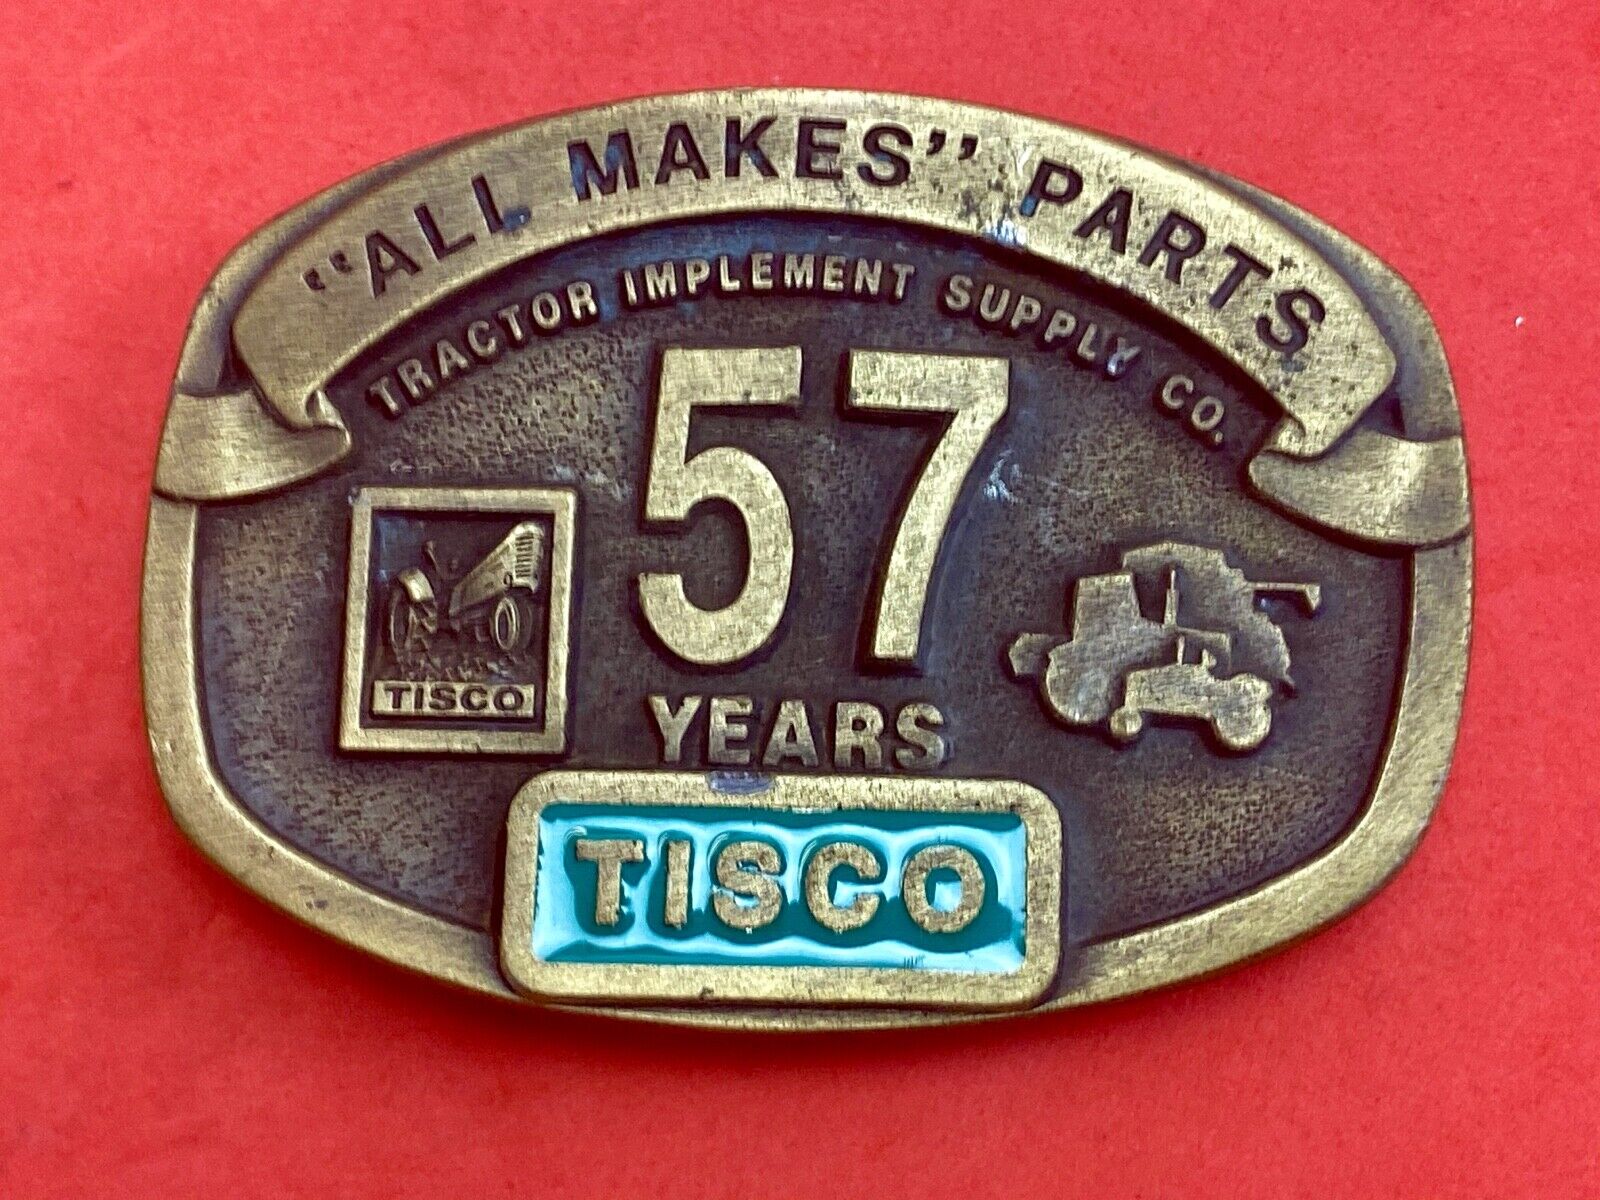 "ALL MAKES" PARTS
TRACTOR IMPLEMENT SUPPLY CO.
57
YEARS
TISCO
TISCO